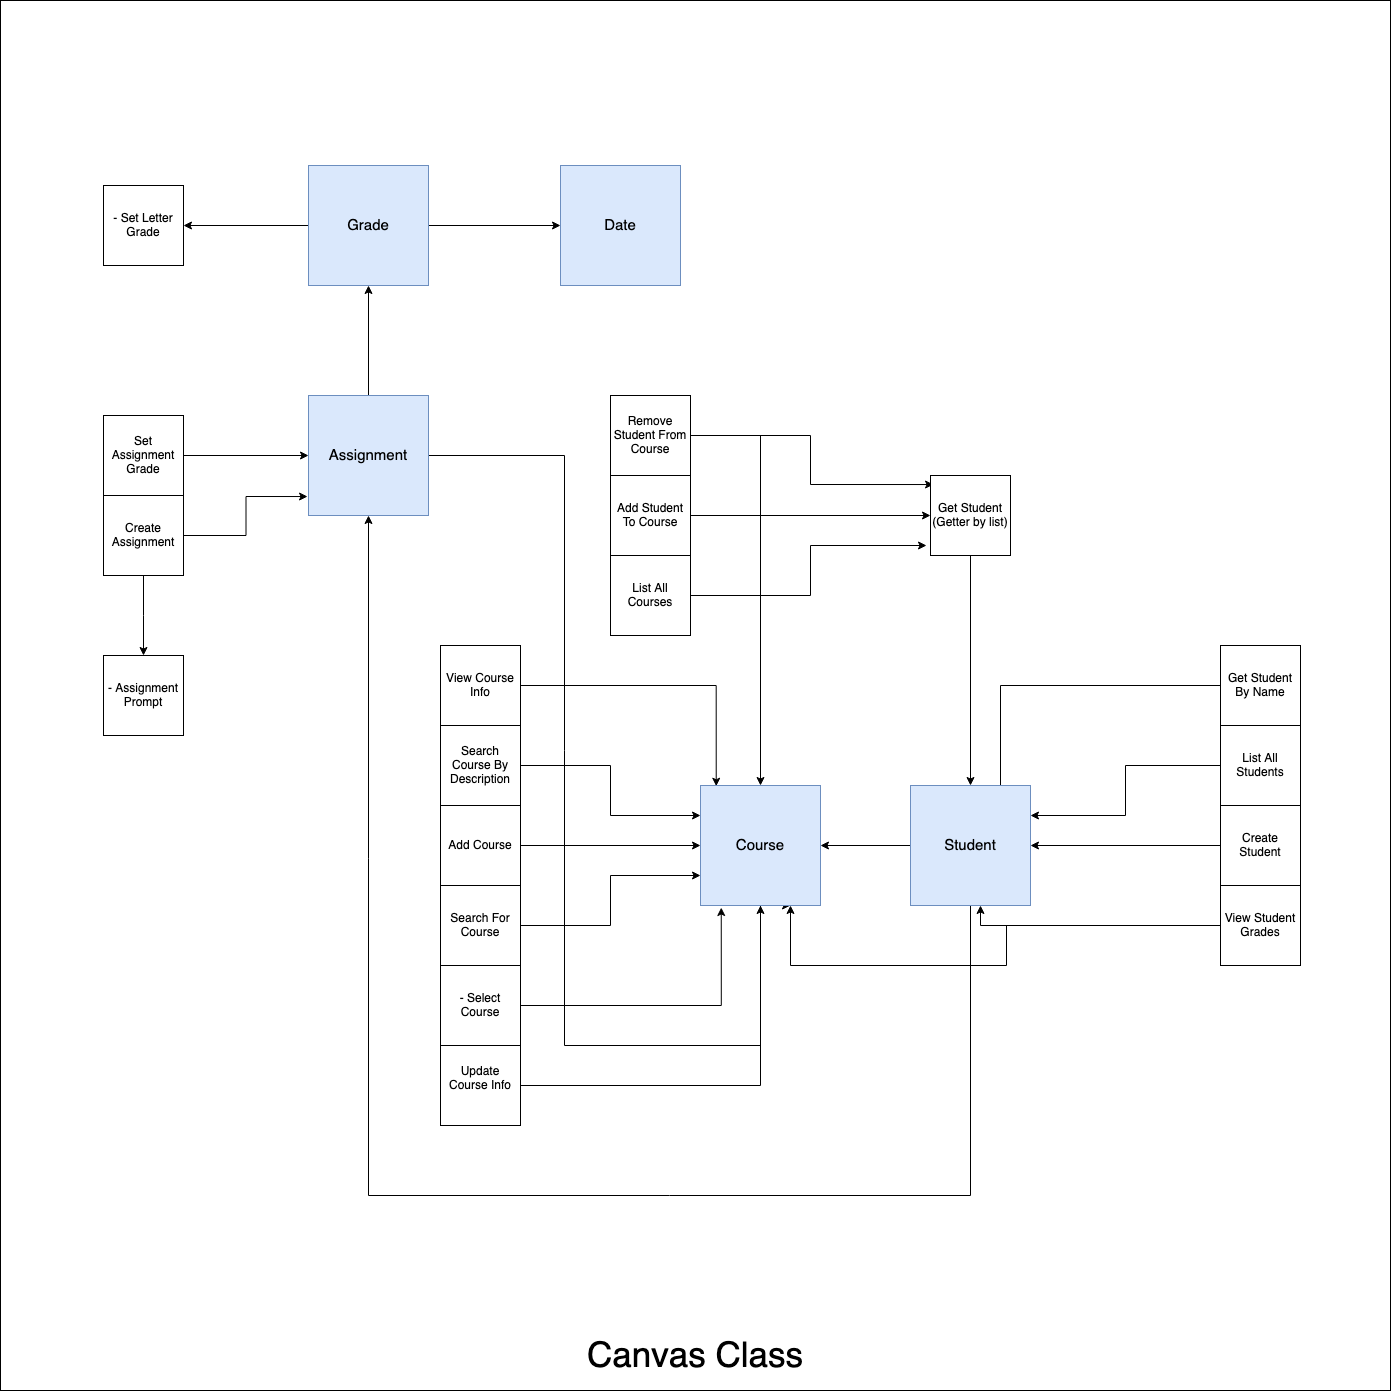 - Set Letter
Grade
Grade
Date
Set
Assignment
Grade
Create
Assignment
Assignment
- Assignment
Prompt
Remove
Student From
Course
Add Student
To Course
List All
Courses
Get Student
(Getter by list)
View Course
Info
Search
Course By
Description
Add Course
Search For
Course
- Select
Course
Update
Course Info
Course
Student
Get Student
By Name
List All
Students
Create
Student
View Student
Grades
Canvas Class